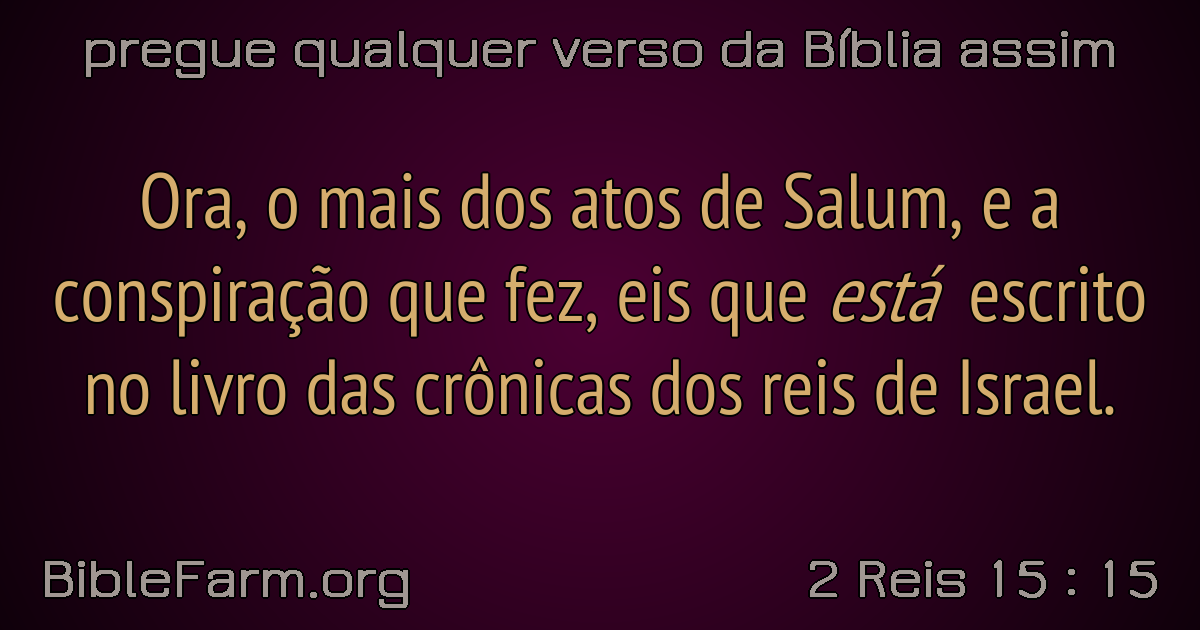 pregue qualquer verso da Bíblia assim
Ora, o mais dos atos de Salum, e a
conspiração que fez, eis que está escrito
no livro das crônicas dos reis de Israel.
BibleFarm.org
2 Reis 15 : 15